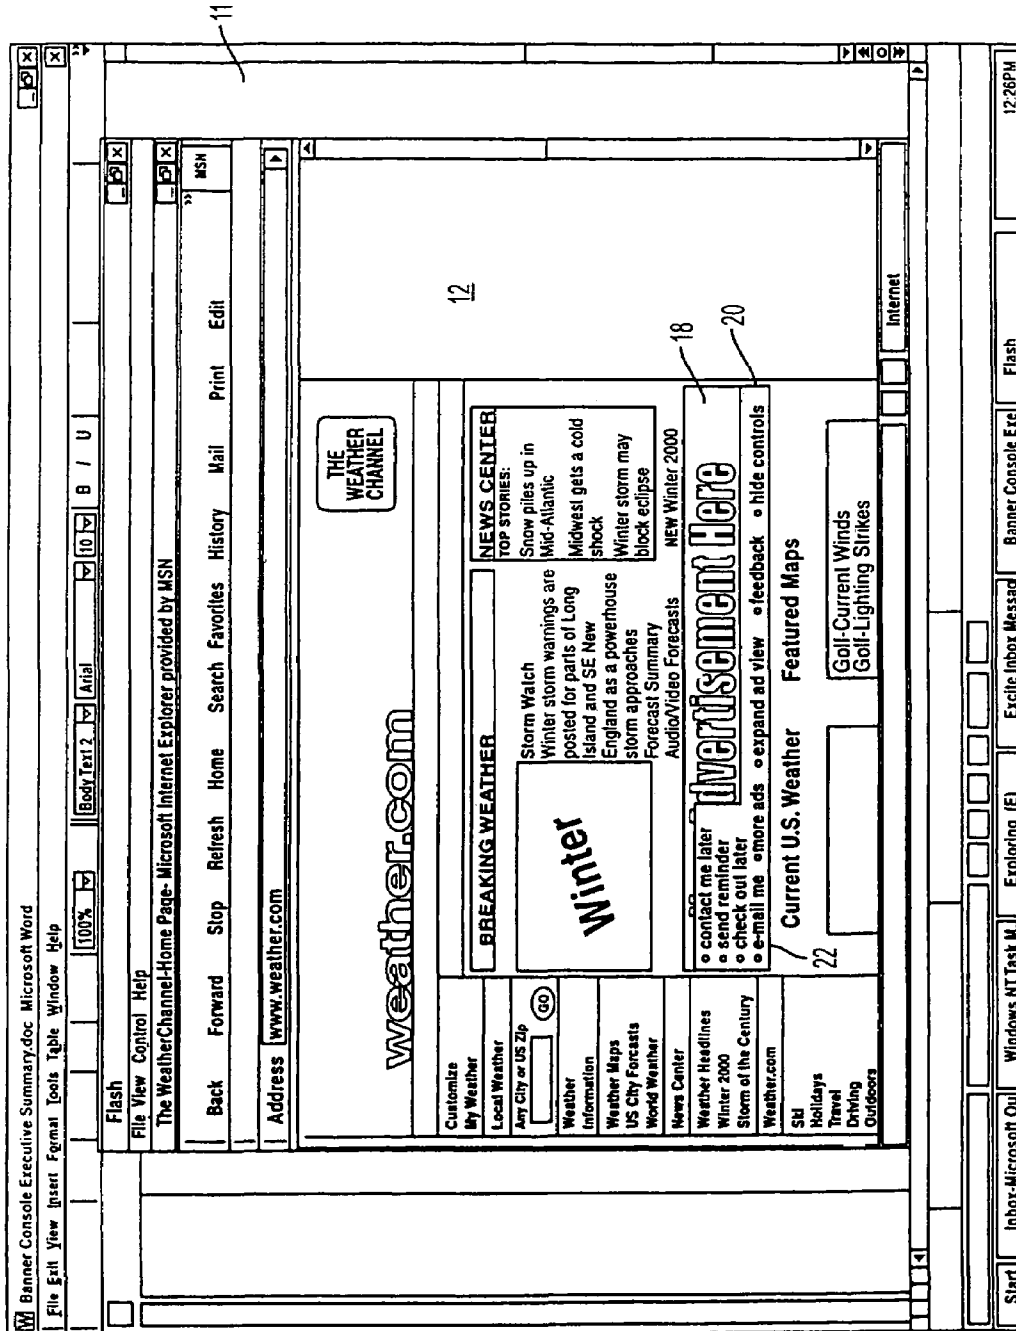 W Banner Console Executive Summary.doc Microsoft Word
File Exit View Insert Format Tools Table Window Help
100% Body Text 2 Arial 10 B / U
11
Flash
File View Control Help
The WeatherChannel-Home Page- Microsoft Internet Explorer provided by MSN
Back Forward Stop Refresh Home Search Favorites History Mail Print Edit
MSN
Address www.weather.com
weather.com
THE
WEATHER
CHANNEL
12
Customize
My Weather
Local Weather
Any City or US Zip
GO
Weather
Information
Weather Maps
US City Forcasts
World Weather
News Canter
Weather Headlines
Winter 2000
Storm of the Century
Weather.com
Ski
Holidays
Travel
Driving
Outdoors
BREAKING WEATHER
Winter
Storm Watch
Winter storm warnings are
posted for parts of Long
Island and SE New
England as a powerhouse
storm approaches
Forecast Summary
Audio/Video Forecasts
NEWS CENTER
TOP STORIES:
Snow piles up in
Mid-Atlantic
Midwest gets a cold
shock
Winter storm may
block eclipse
NEW Winter 2000
dvertisement Here
18
contact me later
send reminder
check out later
e-mail me more ads expand ad view feedback hide controls
20
22
Current U.S. Weather Featured Maps
Golf-Current Winds
Golf-Lighting Strikes
Internet
Start Inbox-Microsoft Out Windows NT Task M Exploring (E) Excite Inbox Messag Banner Console Exe Flash 12:26PM